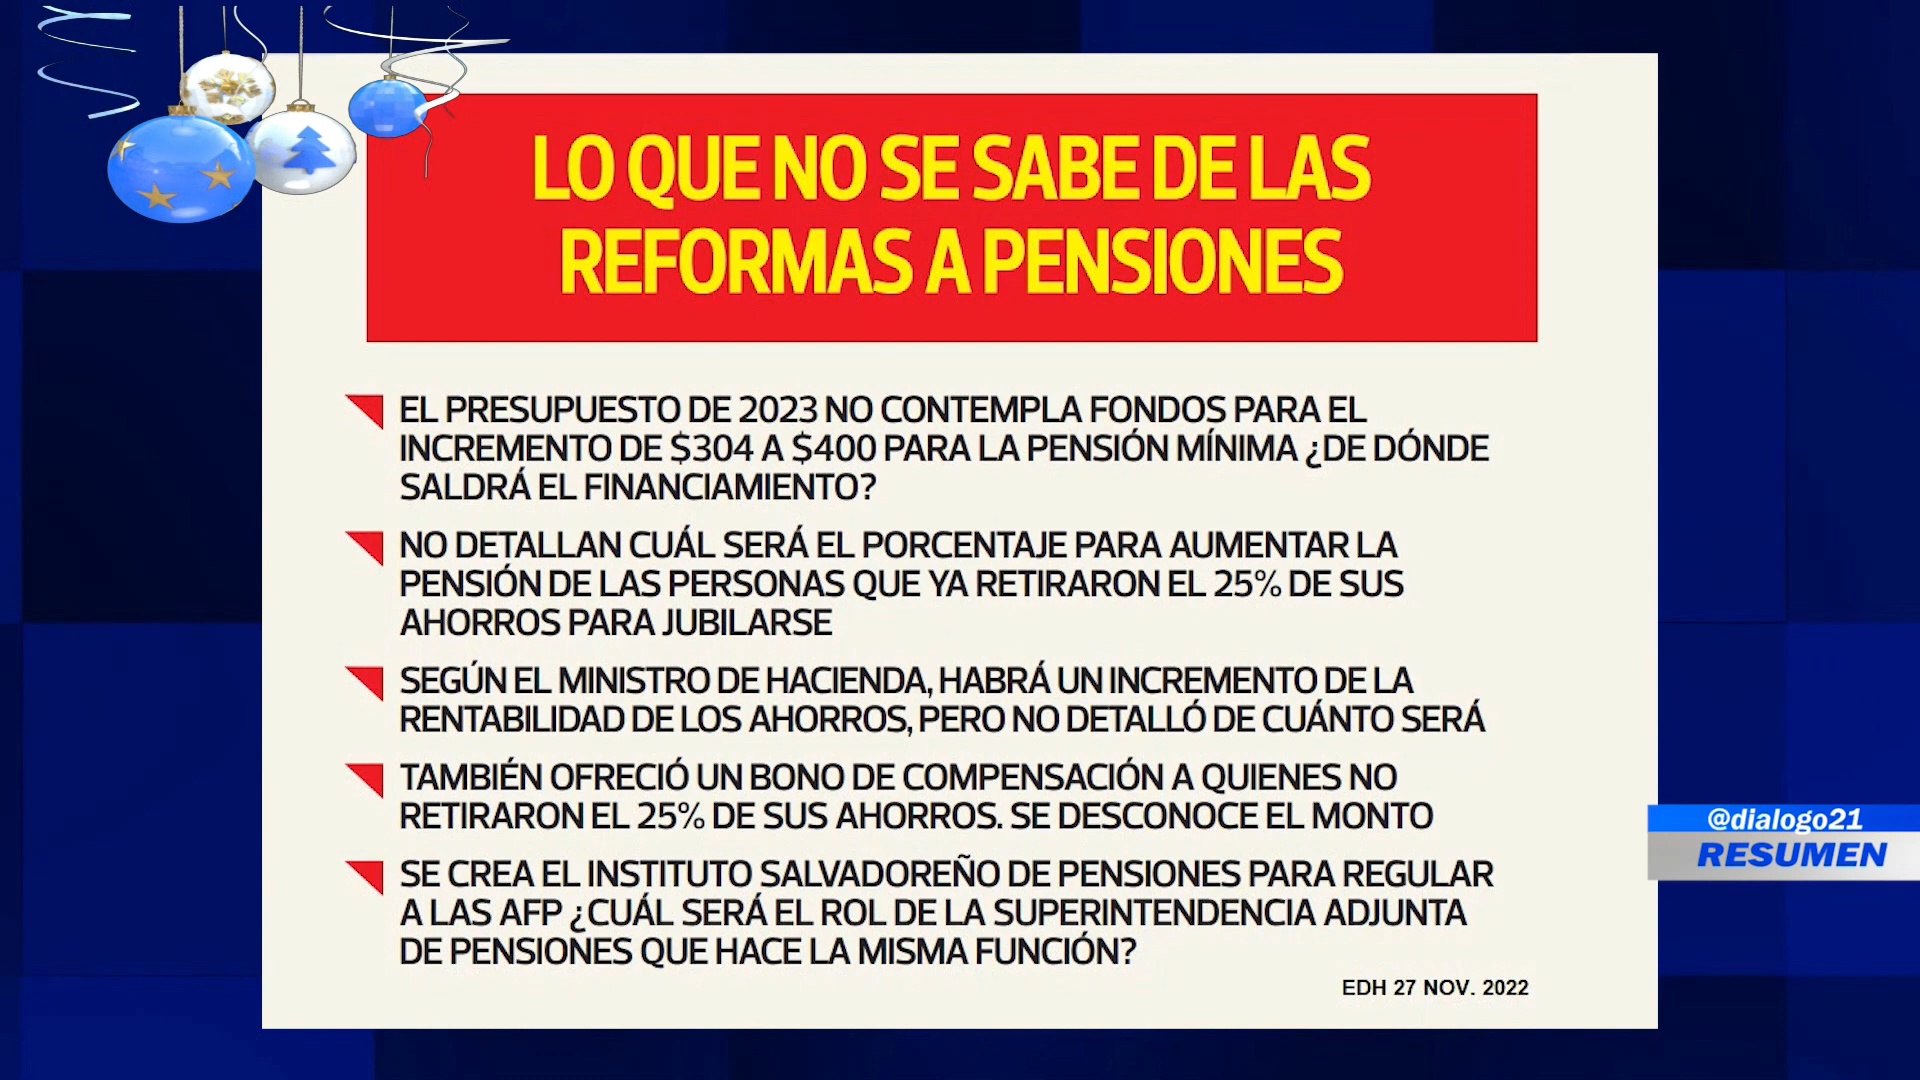 LO QUE NO SE SABE DE LAS
REFORMAS A PENSIONES
EL PRESUPUESTO DE 2023 NO CONTEMPLA FONDOS PARA EL
INCREMENTO DE $304 A $400 PARA LA PENSIÓN MÍNIMA ¿DE DÓNDE
SALDRÁ EL FINANCIAMIENTO?
NO DETALLAN CUÁL SERÁ EL PORCENTAJE PARA AUMENTAR LA
PENSIÓN DE LAS PERSONAS QUE YA RETIRARON EL 25% DE SUS
AHORROS PARA JUBILARSE
SEGÚN EL MINISTRO DE HACIENDA, HABRÁ UN INCREMENTO DE LA
RENTABILIDAD DE LOS AHORROS, PERO NO DETALLÓ DE CUÁNTO SERÁ
TAMBIÉN OFRECIÓ UN BONO DE COMPENSACIÓN A QUIENES NO
RETIRARON EL 25% DE SUS AHORROS. SE DESCONOCE EL MONTO
SE CREA EL INSTITUTO SALVADOREÑO DE PENSIONES PARA REGULAR
A LAS AFP ¿CUÁL SERÁ EL ROL DE LA SUPERINTENDENCIA ADJUNTA
DE PENSIONES QUE HACE LA MISMA FUNCIÓN?
EDH 27 NOV. 2022
@dialogo21
RESUMEN